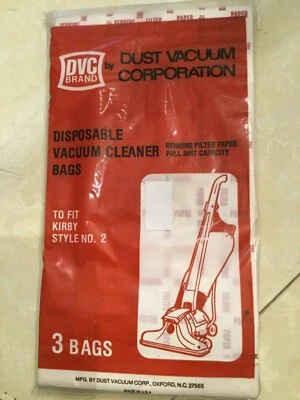 DVC
BRAND
by
DUST VACUUM
CORPORATION
DISPOSABLE
VACUUM CLEANER
BAGS
GENUINE FILTER PAPER
FULL DIRT CAPACITY
TO FIT
KIRBY
STYLE NO. 2
3 BAGS
MFG. BY DUST VACUUM CORP., OXFORD, N.C. 27565
MADE IN U.S.A.